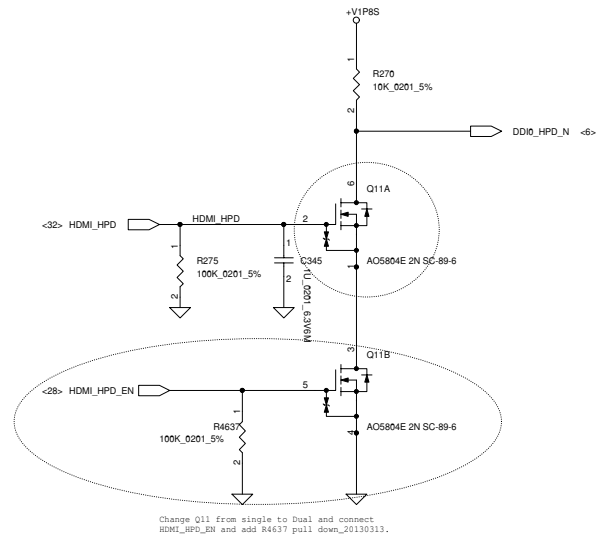 +V1P8S
1
R270
10K_0201_5%
2
DDI0_HPD_N <6>
6
Q11A
<32> HDMI_HPD
HDMI_HPD
2
1
R275
100K_0201_5%
2
1
C345
2
.1U_0201_6.3V6M
AO5804E 2N SC-89-6
1
3
Q11B
<28> HDMI_HPD_EN
5
1
R4637
100K_0201_5%
2
AO5804E 2N SC-89-6
4
Change Q11 from single to Dual and connect
HDMI_HPD_EN and add R4637 pull down_20130313.